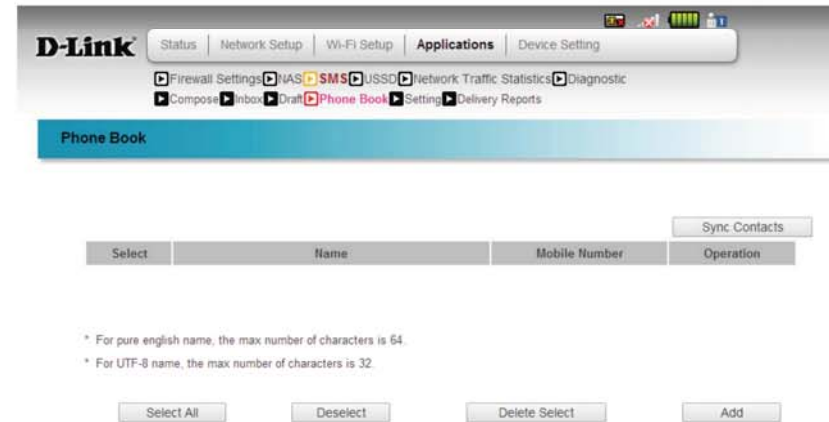 D-Link
Status | Network Setup | Wi-Fi Setup | Applications | Device Setting
Firewall Settings NAS SMS USSD Network Traffic Statistics Diagnostic
Compose Inbox Draft Phone Book Setting Delivery Reports
Phone Book
Sync Contacts
Select Name Mobile Number Operation
* For pure english name, the max number of characters is 64.
* For UTF-8 name, the max number of characters is 32.
Select All Deselect Delete Select Add